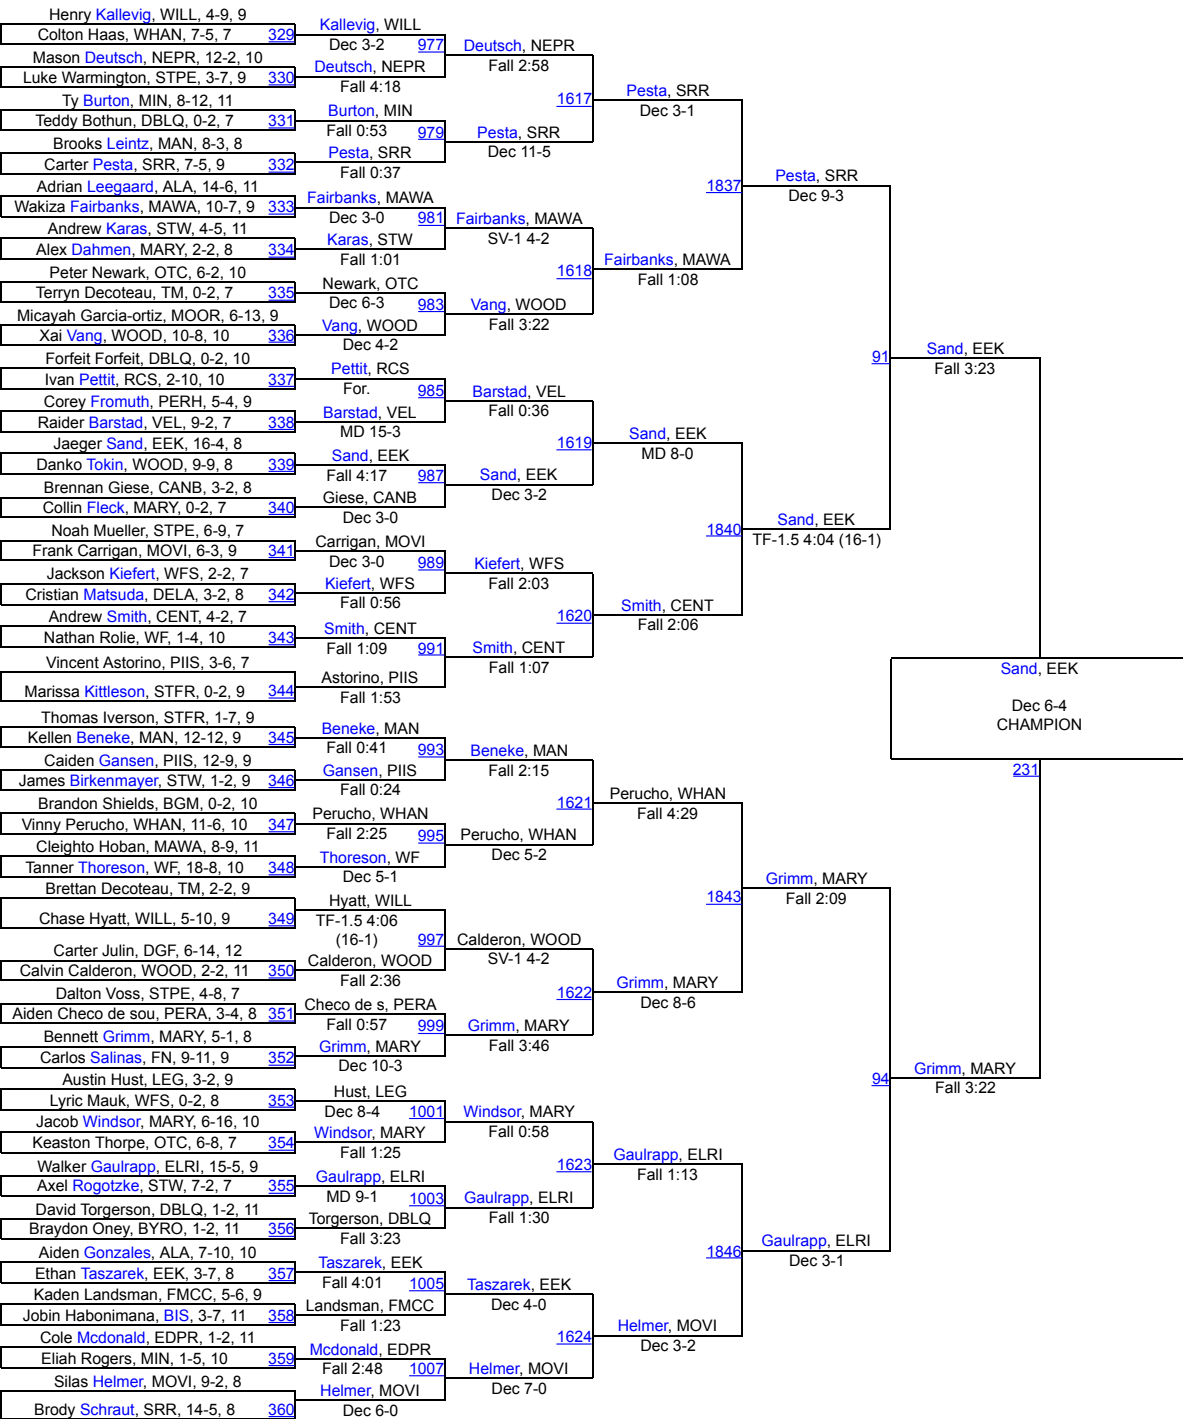 Henry Kallevig, WILL, 4-9, 9
Colton Haas, WHAN, 7-5, 7 329
Mason Deutsch, NEPR, 12-2, 10
Luke Warmington, STPE, 3-7, 9 330
Ty Burton, MIN, 8-12, 11
Teddy Bothun, DBLQ, 0-2, 7 331
Brooks Leintz, MAN, 8-3, 8
Carter Pesta, SRR, 7-5, 9 332
Adrian Leegaard, ALA, 14-6, 11
Wakiza Fairbanks, MAWA, 10-7, 9 333
Andrew Karas, STW, 4-5, 11
Alex Dahmen, MARY, 2-2, 8 334
Peter Newark, OTC, 6-2, 10
Terryn Decoteau, TM, 0-2, 7 335
Micayah Garcia-ortiz, MOOR, 6-13, 9
Xai Vang, WOOD, 10-8, 10 336
Forfeit Forfeit, DBLQ, 0-2, 10
Ivan Pettit, RCS, 2-10, 10 337
Corey Fromuth, PERH, 5-4, 9
Raider Barstad, VEL, 9-2, 7 338
Jaeger Sand, EEK, 16-4, 8
Danko Tokin, WOOD, 9-9, 8 339
Brennan Giese, CANB, 3-2, 8
Collin Fleck, MARY, 0-2, 7 340
Noah Mueller, STPE, 6-9, 7
Frank Carrigan, MOVI, 6-3, 9 341
Jackson Kiefert, WFS, 2-2, 7
Cristian Matsuda, DELA, 3-2, 8 342
Andrew Smith, CENT, 4-2, 7
Nathan Rolie, WF, 1-4, 10 343
Vincent Astorino, PIIS, 3-6, 7
Marissa Kittleson, STFR, 0-2, 9 344
Thomas Iverson, STFR, 1-7, 9
Kellen Beneke, MAN, 12-12, 9 345
Caiden Gansen, PIIS, 12-9, 9
James Birkenmayer, STW, 1-2, 9 346
Brandon Shields, BGM, 0-2, 10
Vinny Perucho, WHAN, 11-6, 10 347
Cleighto Hoban, MAWA, 8-9, 11
Tanner Thoreson, WF, 18-8, 10 348
Brettan Decoteau, TM, 2-2, 9
Chase Hyatt, WILL, 5-10, 9 349
Carter Julin, DGF, 6-14, 12
Calvin Calderon, WOOD, 2-2, 11 350
Dalton Voss, STPE, 4-8, 7
Aiden Checo de sou, PERA, 3-4, 8 351
Bennett Grimm, MARY, 5-1, 8
Carlos Salinas, FN, 9-11, 9 352
Austin Hust, LEG, 3-2, 9
Lyric Mauk, WFS, 0-2, 8 353
Jacob Windsor, MARY, 6-16, 10
Keaston Thorpe, OTC, 6-8, 7 354
Walker Gaulrapp, ELRI, 15-5, 9
Axel Rogotzke, STW, 7-2, 7 355
David Torgerson, DBLQ, 1-2, 11
Braydon Oney, BYRO, 1-2, 11 356
Aiden Gonzales, ALA, 7-10, 10
Ethan Taszarek, EEK, 3-7, 8 357
Kaden Landsman, FMCC, 5-6, 9
Jobin Habonimana, BIS, 3-7, 11 358
Cole Mcdonald, EDPR, 1-2, 11
Eliah Rogers, MIN, 1-5, 10 359
Silas Helmer, MOVI, 9-2, 8
Brody Schraut, SRR, 14-5, 8 360
Kallevig, WILL
Dec 3-2 977
Deutsch, NEPR
Fall 4:18
Burton, MIN
Fall 0:53 979
Pesta, SRR
Fall 0:37
Fairbanks, MAWA
Dec 3-0 981
Karas, STW
Fall 1:01
Newark, OTC
Dec 6-3 983
Vang, WOOD
Dec 4-2
Pettit, RCS
For. 985
Barstad, VEL
MD 15-3
Sand, EEK
Fall 4:17 987
Giese, CANB
Dec 3-0
Carrigan, MOVI
Dec 3-0 989
Kiefert, WFS
Fall 0:56
Smith, CENT
Fall 1:09 991
Astorino, PIIS
Fall 1:53
Beneke, MAN
Fall 0:41 993
Gansen, PIIS
Fall 0:24
Perucho, WHAN
Fall 2:25 995
Thoreson, WF
Dec 5-1
Hyatt, WILL
TF-1.5 4:06
(16-1) 997
Calderon, WOOD
Fall 2:36
Checo de s, PERA
Fall 0:57 999
Grimm, MARY
Dec 10-3
Hust, LEG
Dec 8-4 1001
Windsor, MARY
Fall 1:25
Gaulrapp, ELRI
MD 9-1 1003
Torgerson, DBLQ
Fall 3:23
Taszarek, EEK
Fall 4:01 1005
Landsman, FMCC
Fall 1:23
Mcdonald, EDPR
Fall 2:48 1007
Helmer, MOVI
Dec 6-0
Deutsch, NEPR
Fall 2:58
1617
Pesta, SRR
Dec 11-5
Fairbanks, MAWA
SV-1 4-2
1618
Vang, WOOD
Fall 3:22
Barstad, VEL
Fall 0:36
1619
Sand, EEK
Dec 3-2
Kiefert, WFS
Fall 2:03
1620
Smith, CENT
Fall 1:07
Beneke, MAN
Fall 2:15
1621
Perucho, WHAN
Dec 5-2
Calderon, WOOD
SV-1 4-2
1622
Grimm, MARY
Fall 3:46
Windsor, MARY
Fall 0:58
1623
Gaulrapp, ELRI
Fall 1:30
Taszarek, EEK
Dec 4-0
1624
Helmer, MOVI
Dec 7-0
Pesta, SRR
Dec 3-1
1837
Fairbanks, MAWA
Fall 1:08
Sand, EEK
MD 8-0
1840
Smith, CENT
Fall 2:06
Perucho, WHAN
Fall 4:29
1843
Grimm, MARY
Dec 8-6
Gaulrapp, ELRI
Fall 1:13
1846
Helmer, MOVI
Dec 3-2
Pesta, SRR
Dec 9-3
91
Sand, EEK
TF-1.5 4:04 (16-1)
Grimm, MARY
Fall 2:09
94
Gaulrapp, ELRI
Dec 3-1
Sand, EEK
Fall 3:23
Grimm, MARY
Fall 3:22
Sand, EEK
Dec 6-4
CHAMPION
231